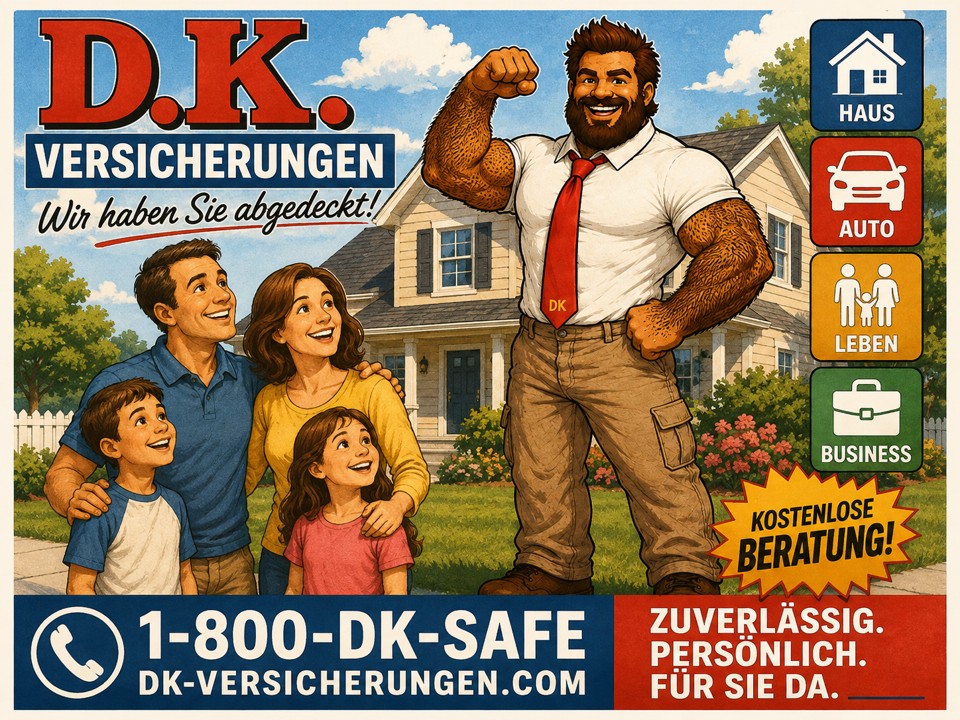 D.K.
VERSICHERUNGEN
Wir haben Sie abgedeckt!
HAUS
AUTO
LEBEN
BUSINESS
DK
KOSTENLOSE
BERATUNG!
1-800-DK-SAFE
DK-VERSICHERUNGEN.COM
ZUVERLÄSSIG.
PERSÖNLICH.
FÜR SIE DA.